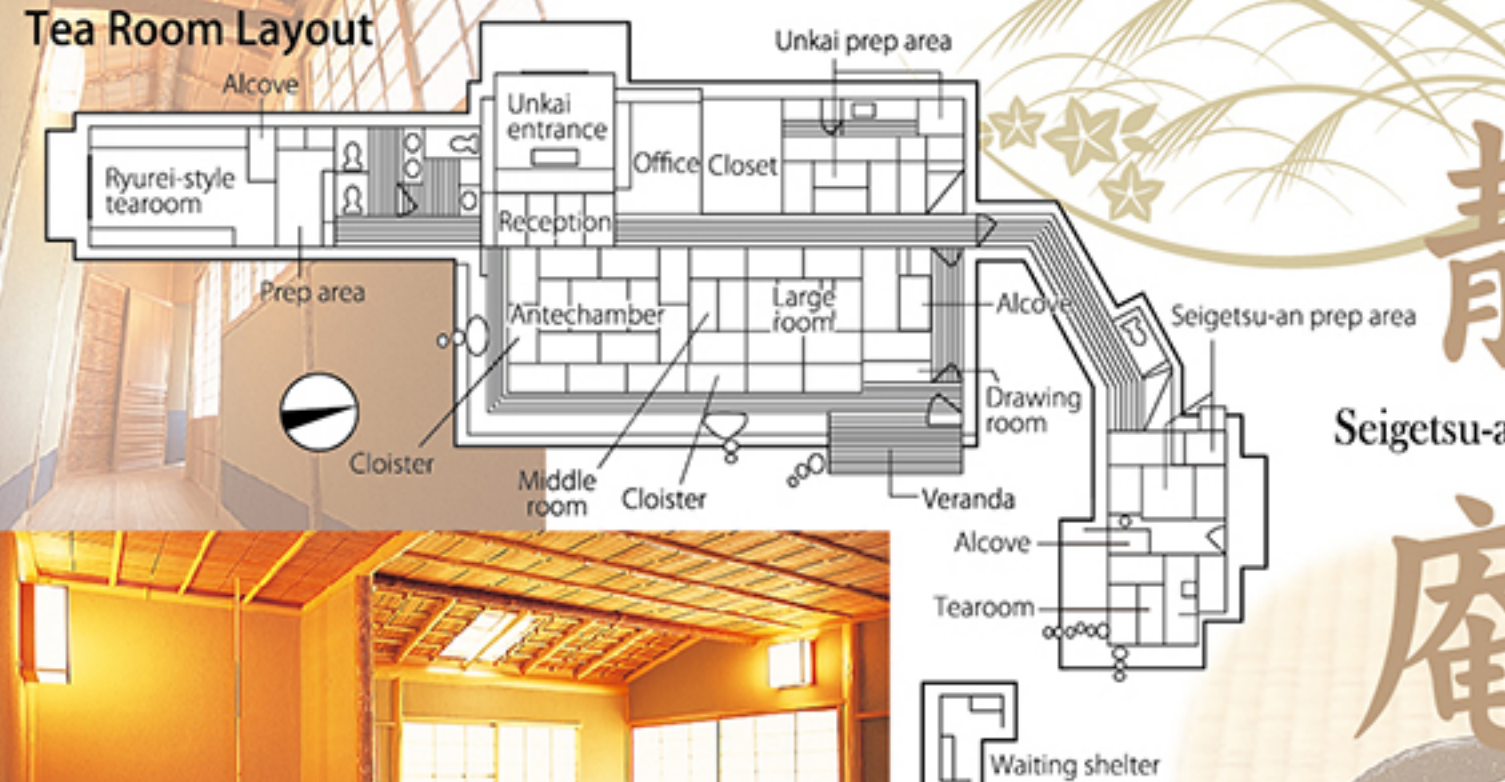 Tea Room Layout
Alcove
Unkai prep area
Unkai
entrance
Office
Closet
Ryurei-style
tearoom
Reception
Prep area
Antechamber
Large
room
Alcove
Seigetsu-an prep area
Drawing
room
Cloister
Middle
room
Cloister
Veranda
Seigetsu-a
Alcove
Tearoom
Waiting shelter
庵